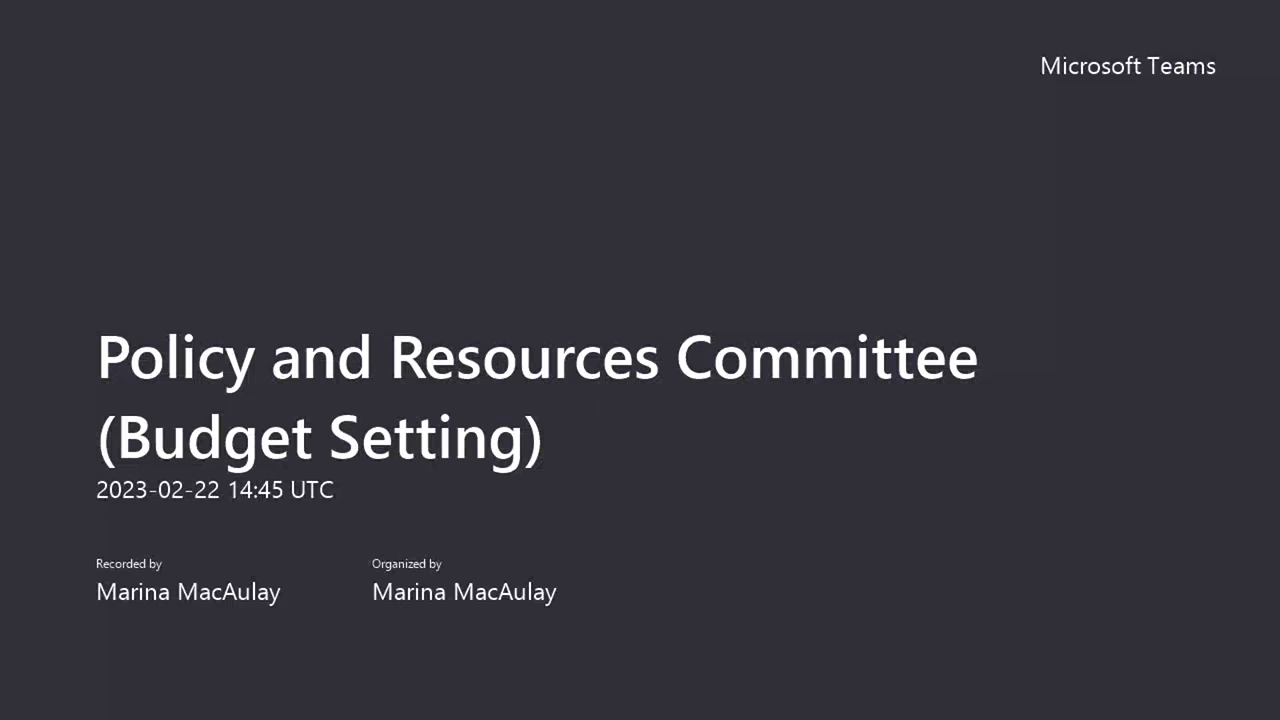 Microsoft Teams
Policy and Resources Committee
(Budget Setting)
2023-02-22 14:45 UTC
Recorded by
Organized by
Marina MacAulay
Marina MacAulay